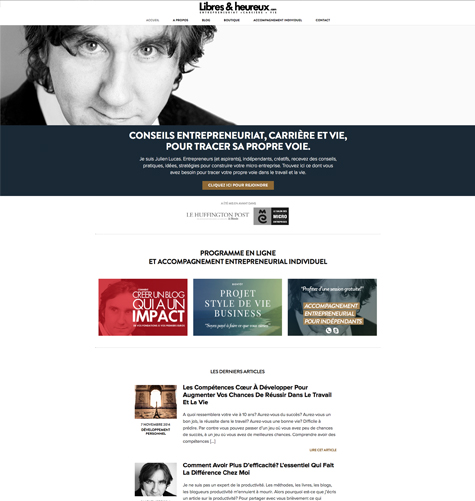 Libres & heureux.com
ENTREPRENEURIAT, CARRIÈRE & VIE
ACCUEIL A PROPOS BLOG BOUTIQUE ACCOMPAGNEMENT INDIVIDUEL CONTACT
CONSEILS ENTREPRENEURIAT, CARRIÈRE ET VIE,
POUR TRACER SA PROPRE VOIE.
Je suis Julien Lucas. Entrepreneurs (et aspirants), indépendants, créatifs, recevez des conseils,
pratiques, idées, stratégies pour construire votre micro entreprise. Trouvez ici ce dont vous
avez besoin pour tracer votre propre voie dans le travail et la vie.
CLIQUEZ ICI POUR REJOINDRE
LE HUFFINGTON POST
MICRO
PROGRAMME EN LIGNE
ET ACCOMPAGNEMENT ENTREPRENEURIAL INDIVIDUEL
CRÉER UN BLOG
QUI A UN
IMPACT
PROJET
STYLE DE VIE
BUSINESS
"Soyez payé à faire ce que vous aimez"
"Profitez d'une session gratuite!"
ACCOMPAGNEMENT
ENTREPRENEURIAL
POUR INDÉPENDANTS
LES DERNIERS ARTICLES
7 NOVEMBRE 2014
DÉVELOPPEMENT
PERSONNEL
Les Compétences Cœur À Développer Pour
Augmenter Vos Chances De Réussir Dans Le Travail
Et La Vie
A quoi ressemblera votre vie à 10 ans? Aurez-vous du succès? Aurez-vous un
bon job, la réussite dans le travail? Aurez-vous une bonne vie? Difficile à
prédire. Par contre vous pouvez passer d'un jeu où vous avez peu de chances
de succès, à un jeu où vous avez de meilleures chances. Comprendre avec des
compétences [...]
LIRE CET ARTICLE
Comment Avoir Plus D'efficacité? L'essentiel Qui Fait
La Différence Chez Moi
Je ne suis pas un expert de la productivité. Les méthodes, les livres, les blogs,
les blogueurs productivité m'ennuient à mourir. Alors pourquoi est-ce que j'écris
un article sur la productivité? Pour partager avec vous brièvement ce qui